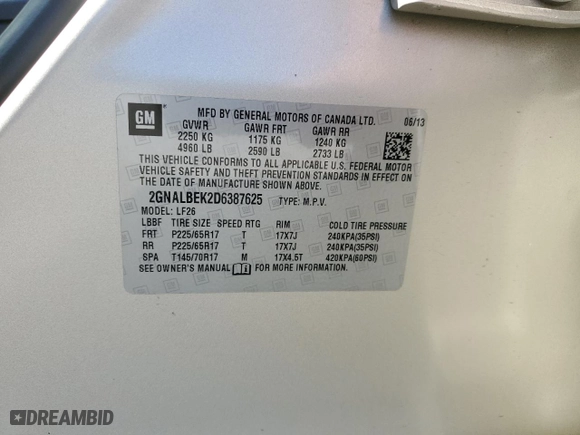 GM
MFD BY GENERAL MOTORS OF CANADA LTD. 06/13
GVWR GAWR FRT GAWR RR
2250 KG 1175 KG 1240 KG
4960 LB 2590 LB 2733 LB
THIS VEHICLE CONFORMS TO ALL APPLICABLE U.S. FEDERAL MOTOR
VEHICLE SAFETY AND THEFT PREVENTION STANDARDS IN EFFECT ON
THE DATE OF MANUFACTURE SHOWN ABOVE.
2GNALBEK2D6387625 TYPE: M.P.V.
MODEL: LF26
LBBF TIRE SIZE SPEED RTG RIM COLD TIRE PRESSURE
FRT P225/65R17 T 17X7J 240KPA(35PSI)
RR P225/65R17 T 17X7J 240KPA(35PSI)
SPA T145/70R17 M 17X4.5T 420KPA(60PSI)
SEE OWNER'S MANUAL FOR MORE INFORMATION.
DREAMBID